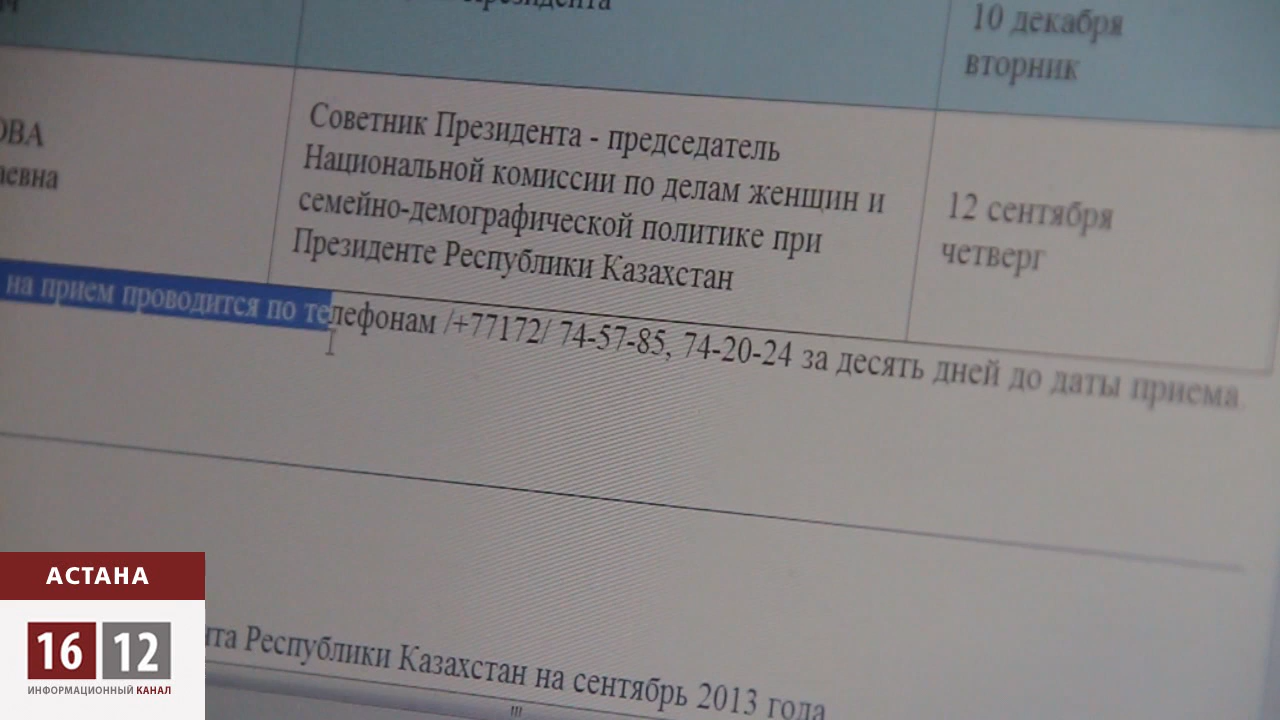 10 декабря
вторник
ОВА
Советник Президента - председатель
Национальной комиссии по делам женщин и
семейно-демографической политике при
Президенте Республики Казахстан
12 сентября
четверг
на прием проводится по телефонам /+77172/ 74-57-85, 74-20-24 за десять дней до даты приема.
нта Республики Казахстан на сентябрь 2013 года
АСТАНА
16 12
ИНФОРМАЦИОННЫЙ КАНАЛ